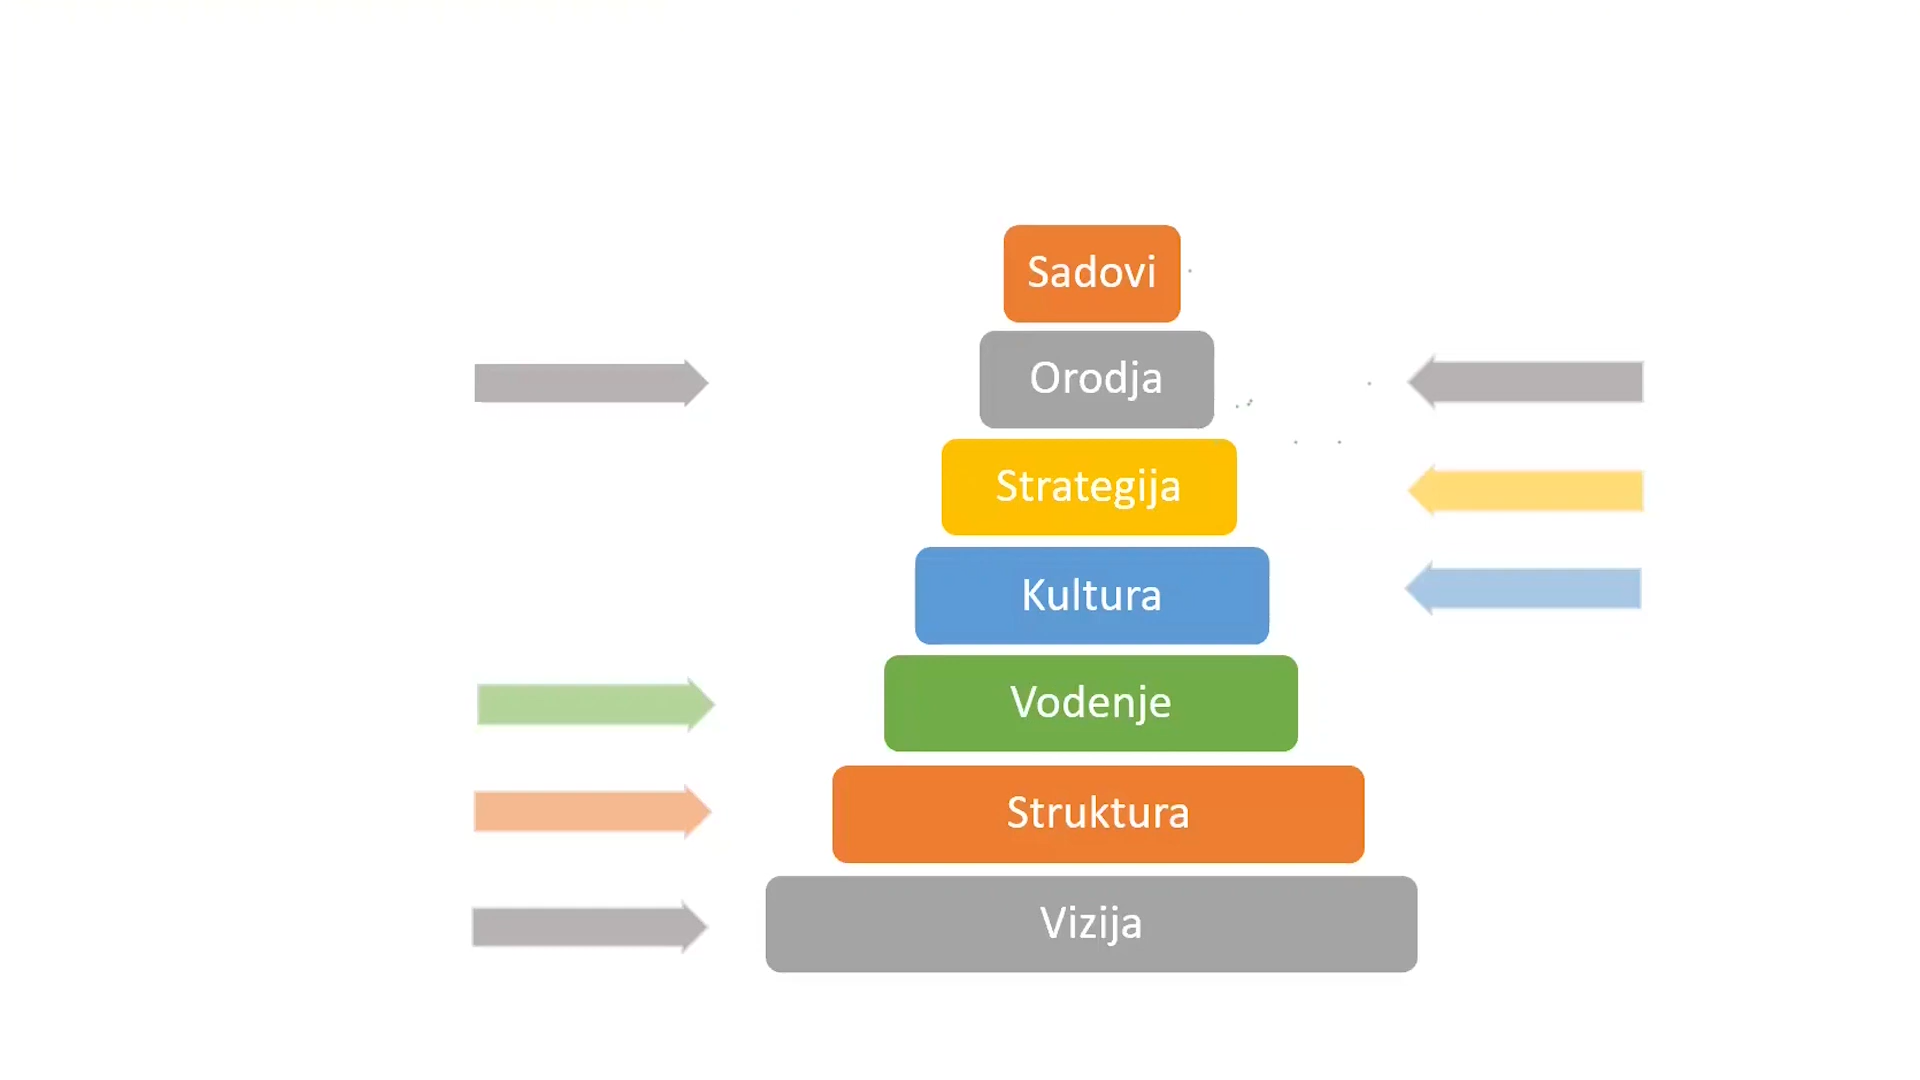 Sadovi
Orodja
Strategija
Kultura
Vodenje
Struktura
Vizija